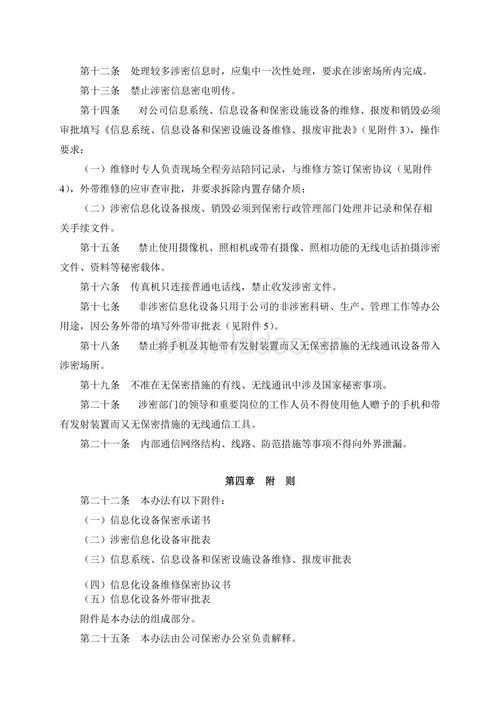 第十二条　处理较多涉密信息时，应集中一次性处理，要求在涉密场所内完成。
第十三条　禁止涉密信息密电明传。
第十四条　对公司信息系统、信息设备和保密设施设备的维修、报废和销毁必须
审批填写《信息系统、信息设备和保密设施设备维修、报废审批表》（见附件 3），操作
要求：
（一）维修时专人负责现场全程旁站陪同记录，与维修方签订保密协议（见附件
4），外带维修的应审查审批，并要求拆除内置存储介质；
（二）涉密信息化设备报废、销毁必须到保密行政管理部门处理并记录和保存相
关手续文件。
第十五条　禁止使用摄像机、照相机或带有摄像、照相功能的无线电话拍摄涉密
文件、资料等秘密载体。
第十六条　传真机只连接普通电话线，禁止收发涉密文件。
第十七条　非涉密信息化设备只用于公司的非涉密科研、生产、管理工作等办公
用途，因公务外带的填写外带审批表（见附件 5）。
第十八条　禁止将手机及其他带有发射装置而又无保密措施的无线通讯设备带入
涉密场所。
第十九条　不准在无保密措施的有线、无线通讯中涉及国家秘密事项。
第二十条　涉密部门的领导和重要岗位的工作人员不得使用他人赠予的手机和带
有发射装置而又无保密措施的无线通信工具。
第二十一条　内部通信网络结构、线路、防范措施等事项不得向外界泄漏。
第四章　附　则
第二十二条　本办法有以下附件：
（一）信息化设备保密承诺书
（二）涉密信息化设备审批表
（三）信息系统、信息设备和保密设施设备维修、报废审批表
（四）信息化设备维修保密协议书
（五）信息化设备外带审批表
附件是本办法的组成部分。
第二十五条　本办法由公司保密办公室负责解释。